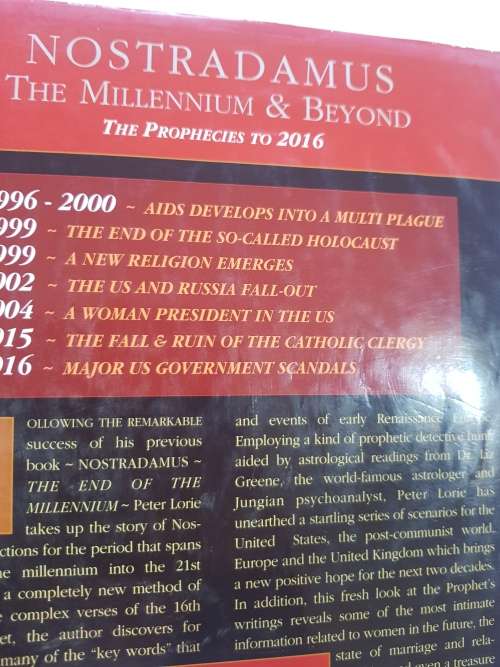 NOSTRADAMUS
THE MILLENNIUM & BEYOND
THE PROPHECIES TO 2016
996 - 2000 ~ AIDS DEVELOPS INTO A MULTI PLAGUE
999 ~ THE END OF THE SO-CALLED HOLOCAUST
999 ~ A NEW RELIGION EMERGES
002 ~ THE US AND RUSSIA FALL-OUT
004 ~ A WOMAN PRESIDENT IN THE US
015 ~ THE FALL & RUIN OF THE CATHOLIC CLERGY
016 ~ MAJOR US GOVERNMENT SCANDALS
OLLOWING THE REMARKABLE
success of his previous
book ~ NOSTRADAMUS ~
THE END OF THE
MILLENNIUM ~ Peter Lorie
takes up the story of Nos-
ctions for the period that spans
e millennium into the 21st
a completely new method of
e complex verses of the 16th
et, the author discovers for
many of the "key words" that
and events of early Renaissance
Employing a kind of prophetic detective hunt
aided by astrological readings from Dr. Liz
Greene, the world-famous astrologer and
Jungian psychoanalyst, Peter Lorie has
unearthed a startling series of scenarios for the
United States, the post-communist world,
Europe and the United Kingdom which brings
a new positive hope for the next two decades.
In addition, this fresh look at the Prophet's
writings reveals some of the most intimate
information related to women in the future, the
state of marriage and rela-
even a treasure